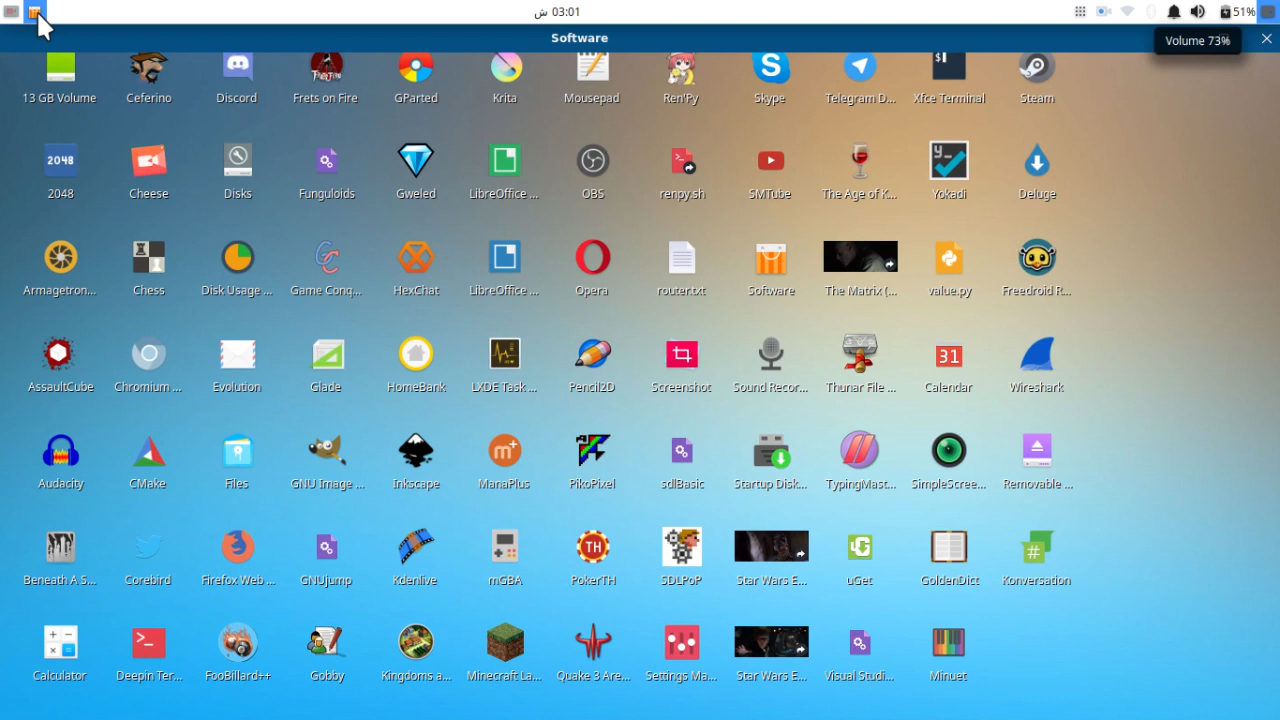 03:01 ش
51%
Software
Volume 73%
13 GB Volume
Ceferino
Discord
Frets on Fire
GParted
Krita
Mousepad
Ren'Py
Skype
Telegram D...
Xfce Terminal
Steam
2048
2048
Cheese
Disks
Funguloids
Gweled
LibreOffice ...
OBS
renpy.sh
SMTube
The Age of K...
Yokadi
Deluge
Armagetron...
Chess
Disk Usage ...
Game Conq...
HexChat
LibreOffice ...
Opera
router.txt
Software
The Matrix (...
value.py
Freedroid R...
31
AssaultCube
Chromium ...
Evolution
Glade
HomeBank
LXDE Task ...
Pencil2D
Screenshot
Sound Recor...
Thunar File ...
Calendar
Wireshark
Audacity
CMake
Files
GNU Image ...
Inkscape
m+
ManaPlus
PikoPixel
sdlBasic
Startup Disk...
TypingMast...
SimpleScree...
Removable ...
Beneath A S...
Corebird
Firefox Web ...
GNUjump
Kdenlive
mGBA
TH
PokerTH
SDLPoP
Star Wars E...
uGet
GoldenDict
Konversation
Calculator
Deepin Ter...
FooBillard++
Gobby
Kingdoms a...
Minecraft La...
Quake 3 Are...
Settings Ma...
Star Wars E...
Visual Studi...
Minuet